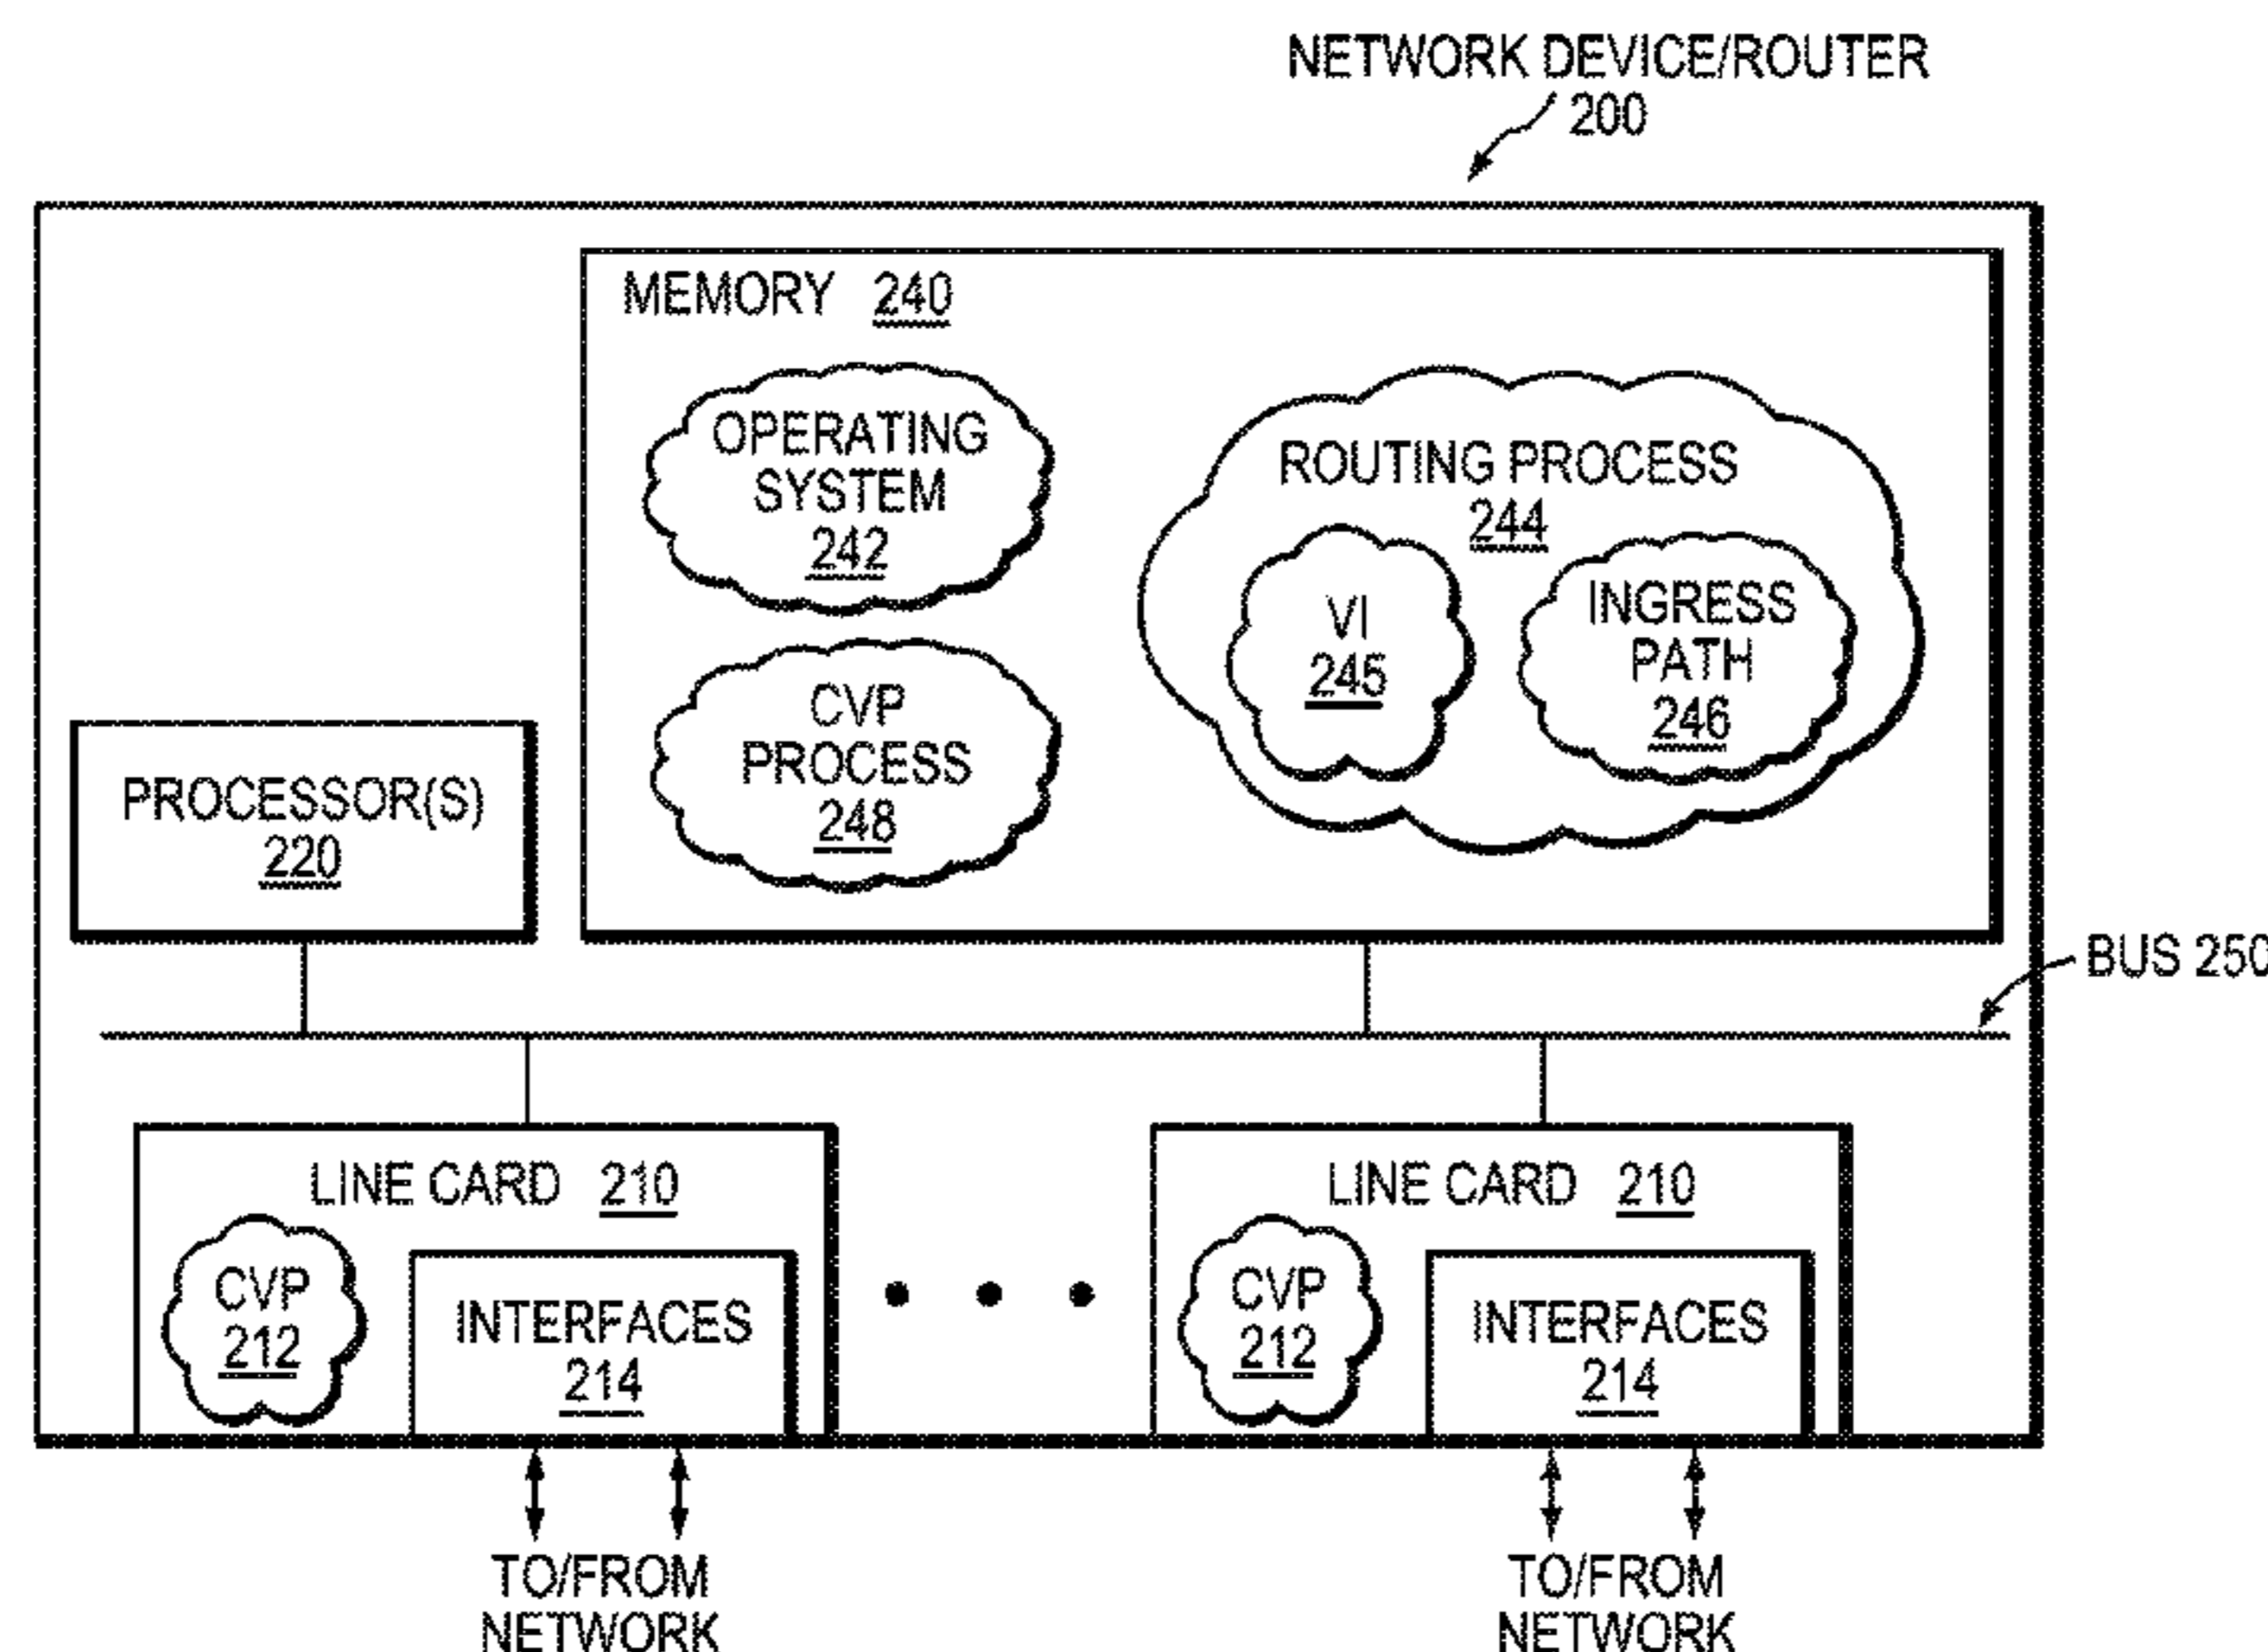 NETWORK DEVICE/ROUTER
200
MEMORY 240
OPERATING
SYSTEM
242
ROUTING PROCESS
244
VI
245
INGRESS
PATH
246
CVP
PROCESS
248
PROCESSOR(S)
220
BUS 250
LINE CARD 210
CVP
212
INTERFACES
214
LINE CARD 210
CVP
212
INTERFACES
214
TO/FROM
NETWORK
TO/FROM
NETWORK